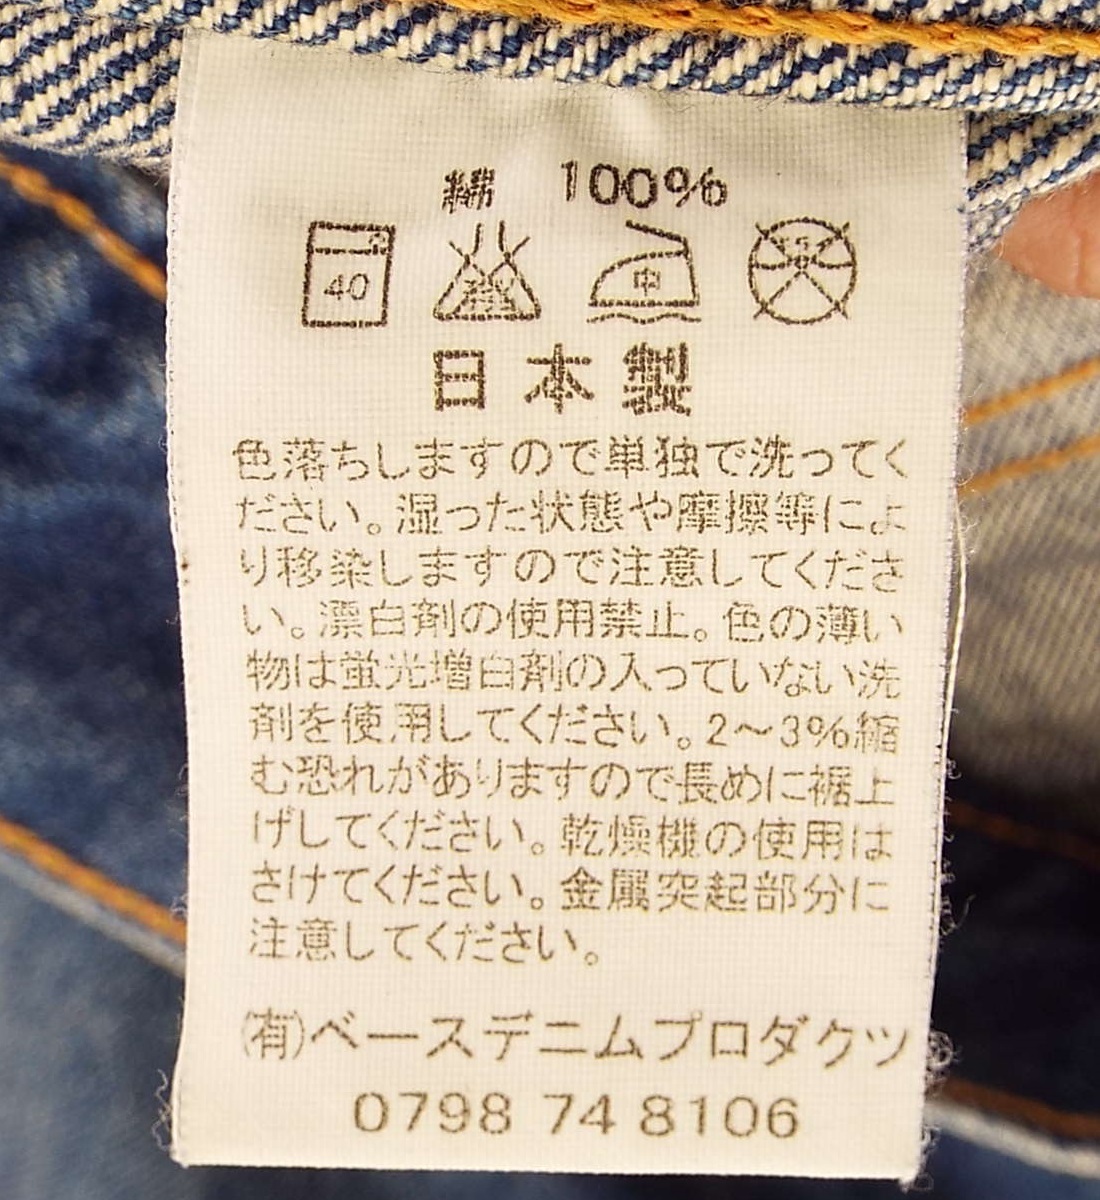 綿 100%
40 中
日本製
色落ちしますので単独で洗ってく
ださい。湿った状態や摩擦等によ
り移染しますので注意してくださ
い。漂白剤の使用禁止。色の薄い
物は蛍光増白剤の入っていない洗
剤を使用してください。2〜3%縮
む恐れがありますので長めに裾上
げしてください。乾燥機の使用は
さけてください。金属突起部分に
注意してください。
(有)ベースデニムプロダクツ
0798 74 8106